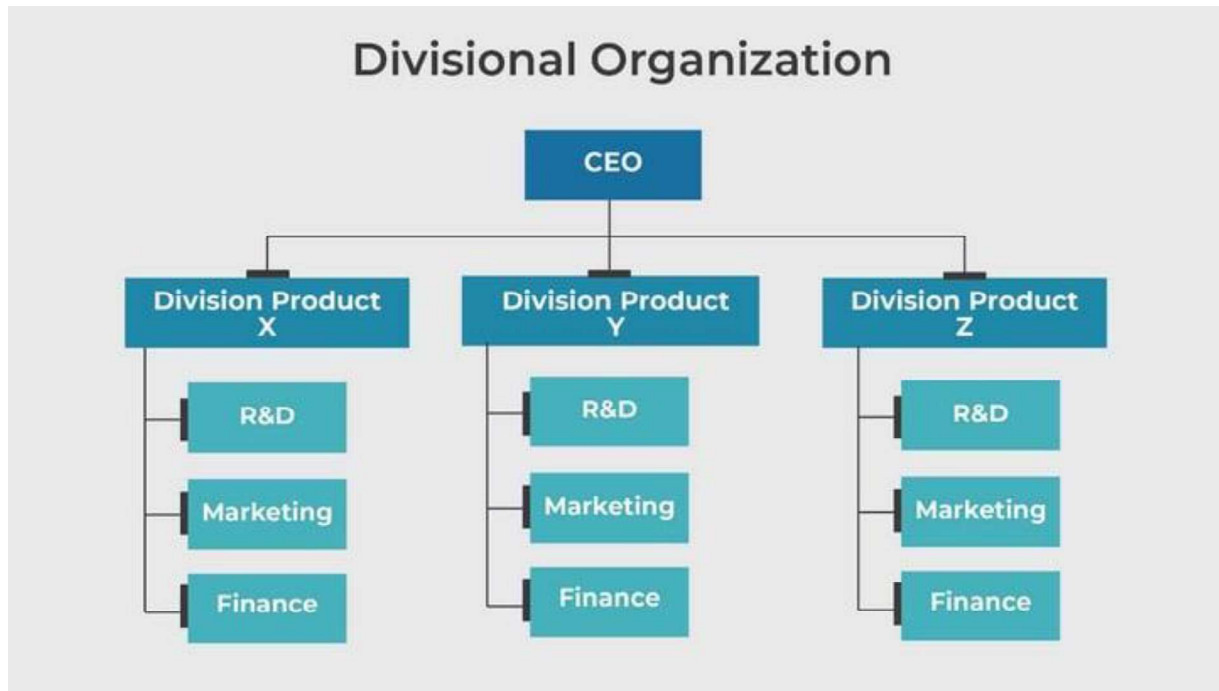 Divisional Organization
CEO
Division Product
X
Division Product
Y
Division Product
Z
R&D
R&D
R&D
Marketing
Marketing
Marketing
Finance
Finance
Finance